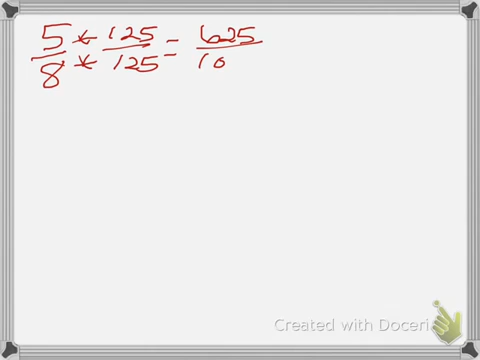 5 * 125 = 625
8 * 125 = 10
Created with Doceri